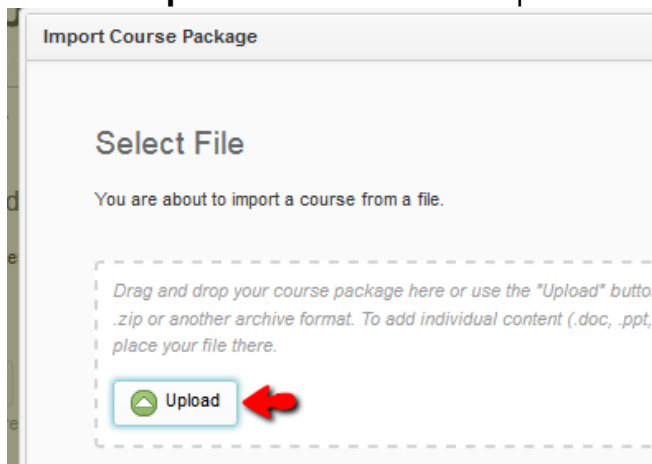 Import Course Package
Select File
You are about to import a course from a file.
Drag and drop your course package here or use the "Upload" butto
.zip or another archive format. To add individual content (.doc, .ppt,
place your file there.
Upload